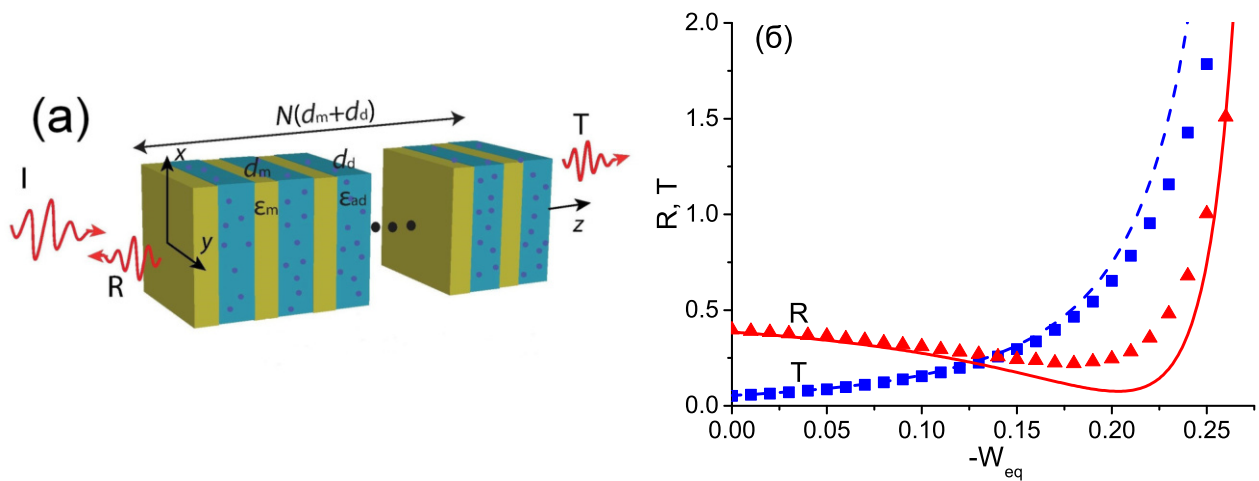 (а)
N(dm+dd)
T
x
dm
dd
I
εm
εad
y
z
R
(б)
2.0
1.5
1.0
0.5
0.0
R, T
R
T
0.00 0.05 0.10 0.15 0.20 0.25
-Weq